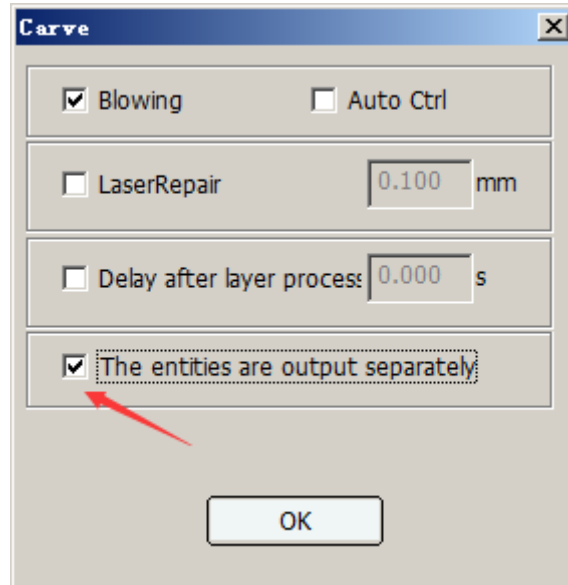 Carve
Blowing Auto Ctrl
LaserRepair 0.100 mm
Delay after layer process 0.000 s
The entities are output separately
OK